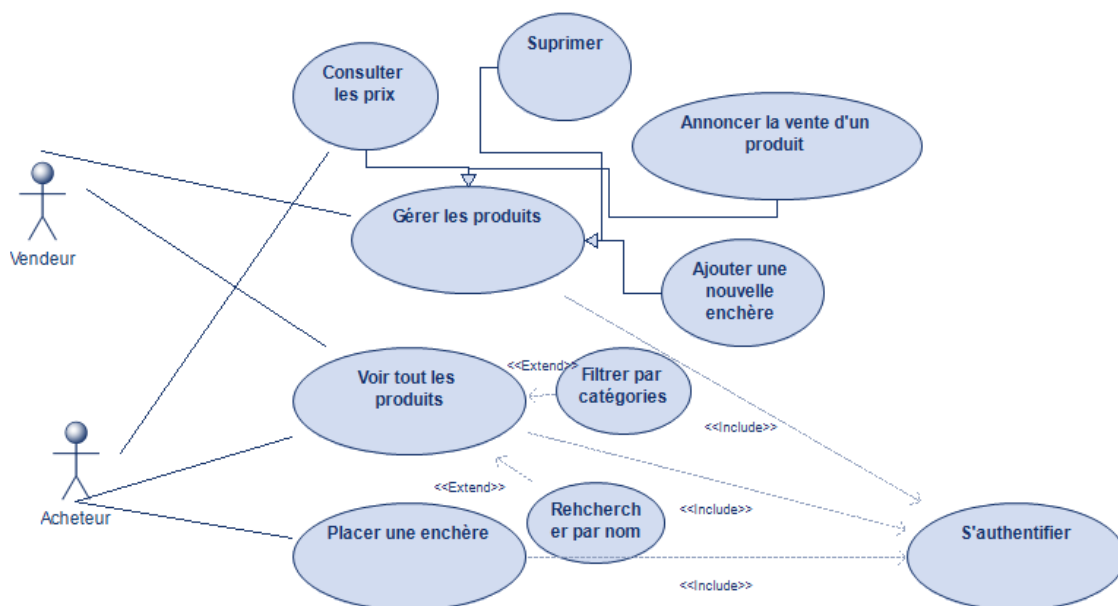 Suprimer
Consulter
les prix
Annoncer la vente d'un
produit
Vendeur
Gérer les produits
Ajouter une
nouvelle
enchère
Voir tout les
produits
<<Extend>>
Filtrer par
catégories
<<Include>>
Acheteur
<<Extend>>
Rehcherch
er par nom
<<Include>>
Placer une enchère
S'authentifier
<<Include>>